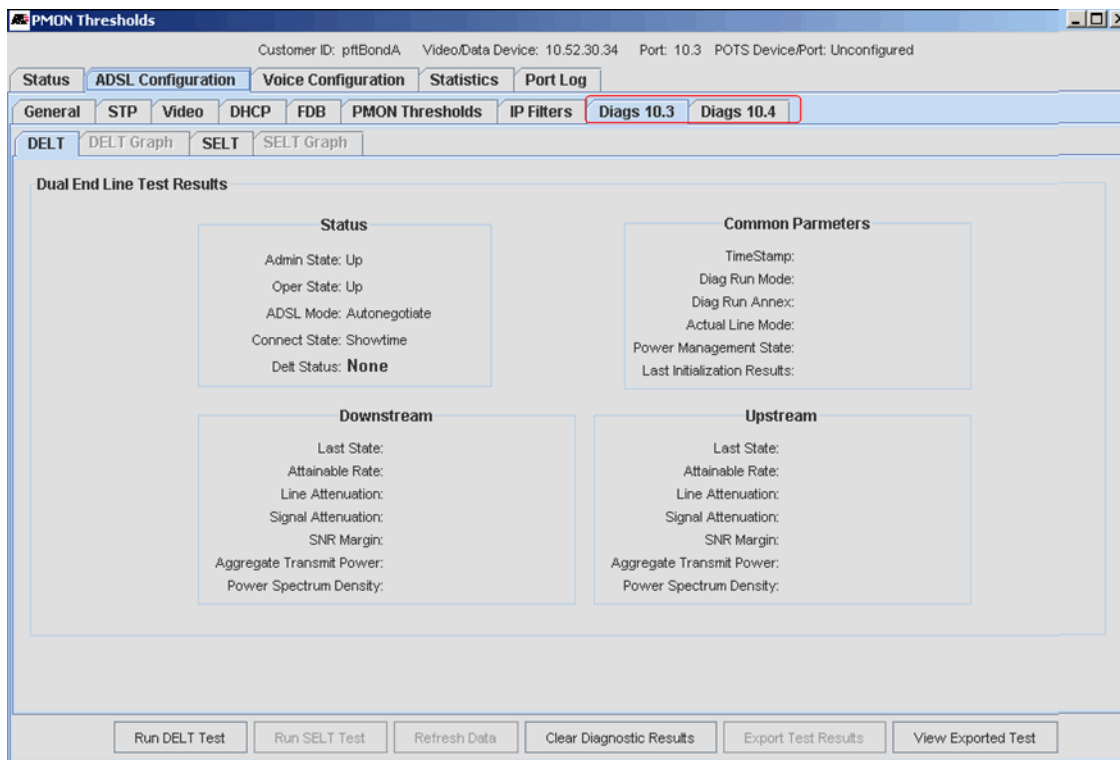 PMON Thresholds
Customer ID: pftBondA Video/Data Device: 10.52.30.34 Port: 10.3 POTS Device/Port: Unconfigured
Status ADSL Configuration Voice Configuration Statistics Port Log
General STP Video DHCP FDB PMON Thresholds IP Filters Diags 10.3 Diags 10.4
DELT DELT Graph SELT SELT Graph
Dual End Line Test Results
Status
Admin State: Up
Oper State: Up
ADSL Mode: Autonegotiate
Connect State: Showtime
Delt Status: None
Common Parmeters
TimeStamp:
Diag Run Mode:
Diag Run Annex:
Actual Line Mode:
Power Management State:
Last Initialization Results:
Downstream
Last State:
Attainable Rate:
Line Attenuation:
Signal Attenuation:
SNR Margin:
Aggregate Transmit Power:
Power Spectrum Density:
Upstream
Last State:
Attainable Rate:
Line Attenuation:
Signal Attenuation:
SNR Margin:
Aggregate Transmit Power:
Power Spectrum Density:
Run DELT Test Run SELT Test Refresh Data Clear Diagnostic Results Export Test Results View Exported Test